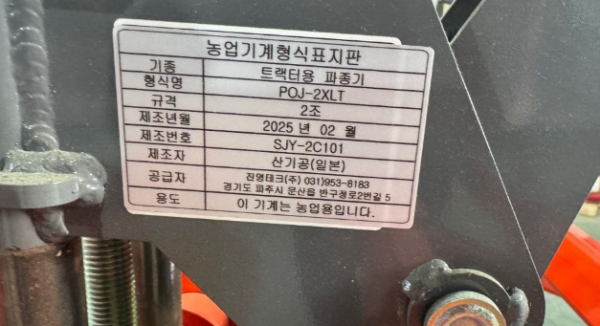 농업기계형식표지판
기종 트랙터용 파종기
형식명 POJ-2XLT
규격 2조
제조년월 2025 년 02 월
제조번호 SJY-2C101
제조자 산기공(일본)
공급자 진영테크(주) 031)953-8183
경기도 파주시 문산읍 반구정로2번길 5
용도 이 기계는 농업용입니다.